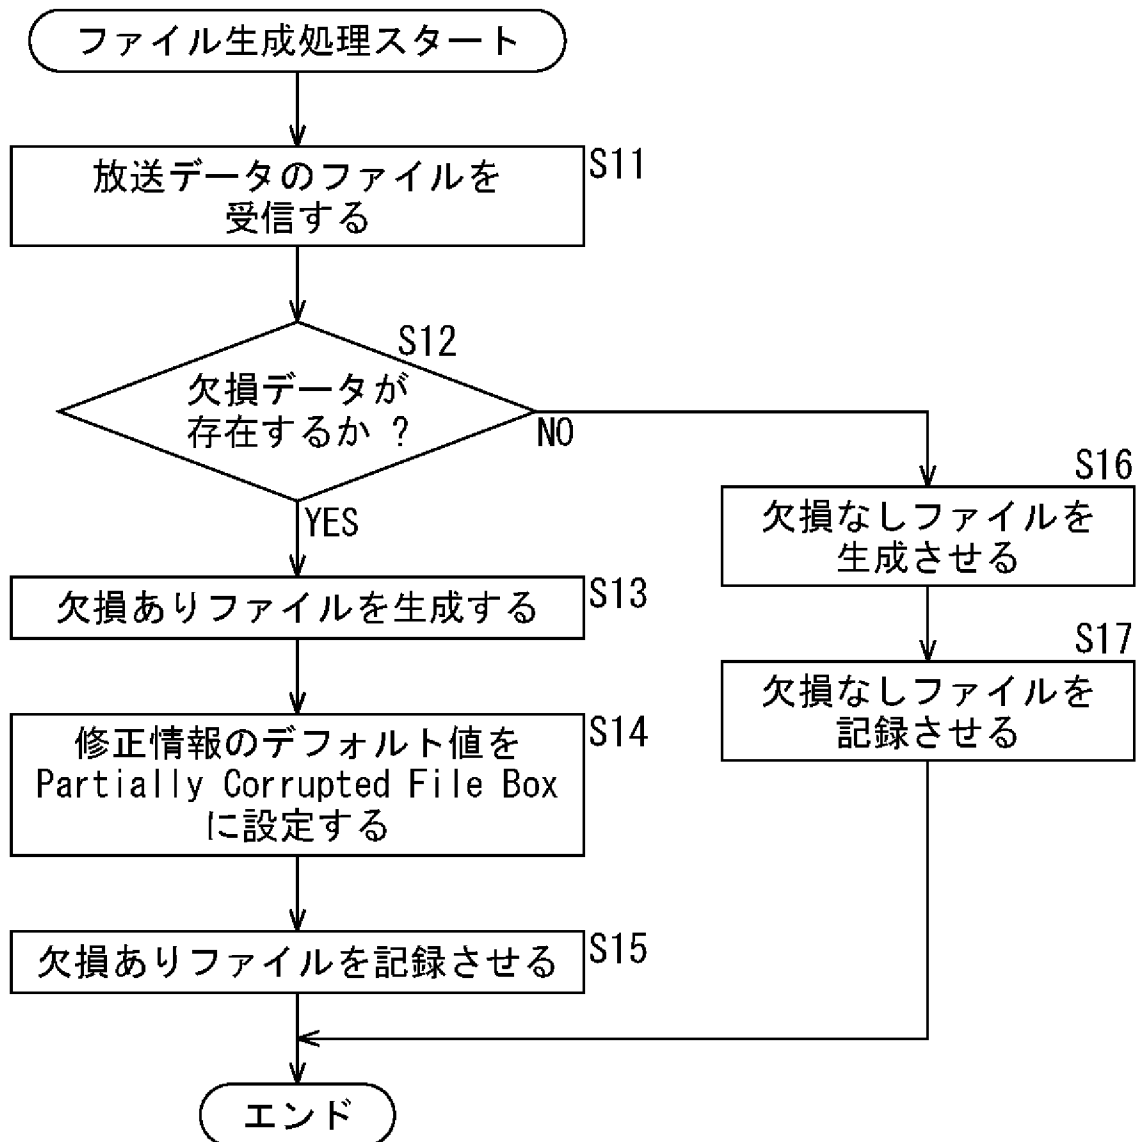 ファイル生成処理スタート
放送データのファイルを
受信する
S11
S12
欠損データが
存在するか ?
NO
YES
欠損ありファイルを生成する
S13
修正情報のデフォルト値を
Partially Corrupted File Box
に設定する
S14
欠損ありファイルを記録させる
S15
S16
欠損なしファイルを
生成させる
S17
欠損なしファイルを
記録させる
エンド